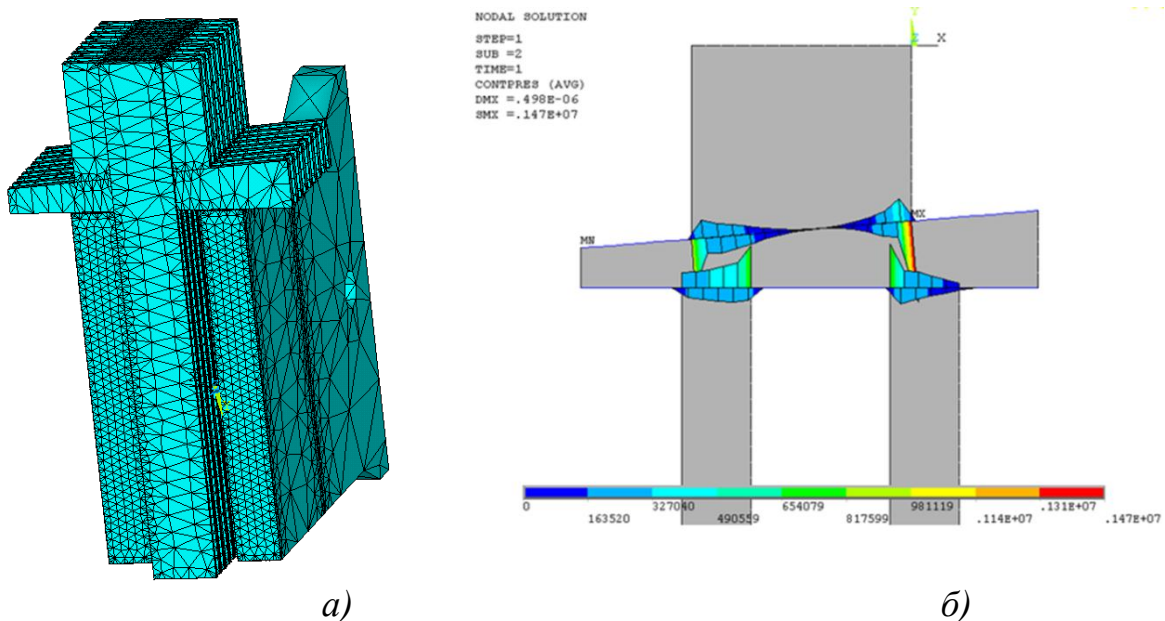 NODAL SOLUTION
STEP=1
SUB =2
TIME=1
CONTPRES (AVG)
DMX =.498E-06
SMX =.147E+07
X
MX
MN
0
163520
327040
490559
654079
817599
981119
.114E+07
.131E+07
.147E+07
а)
б)